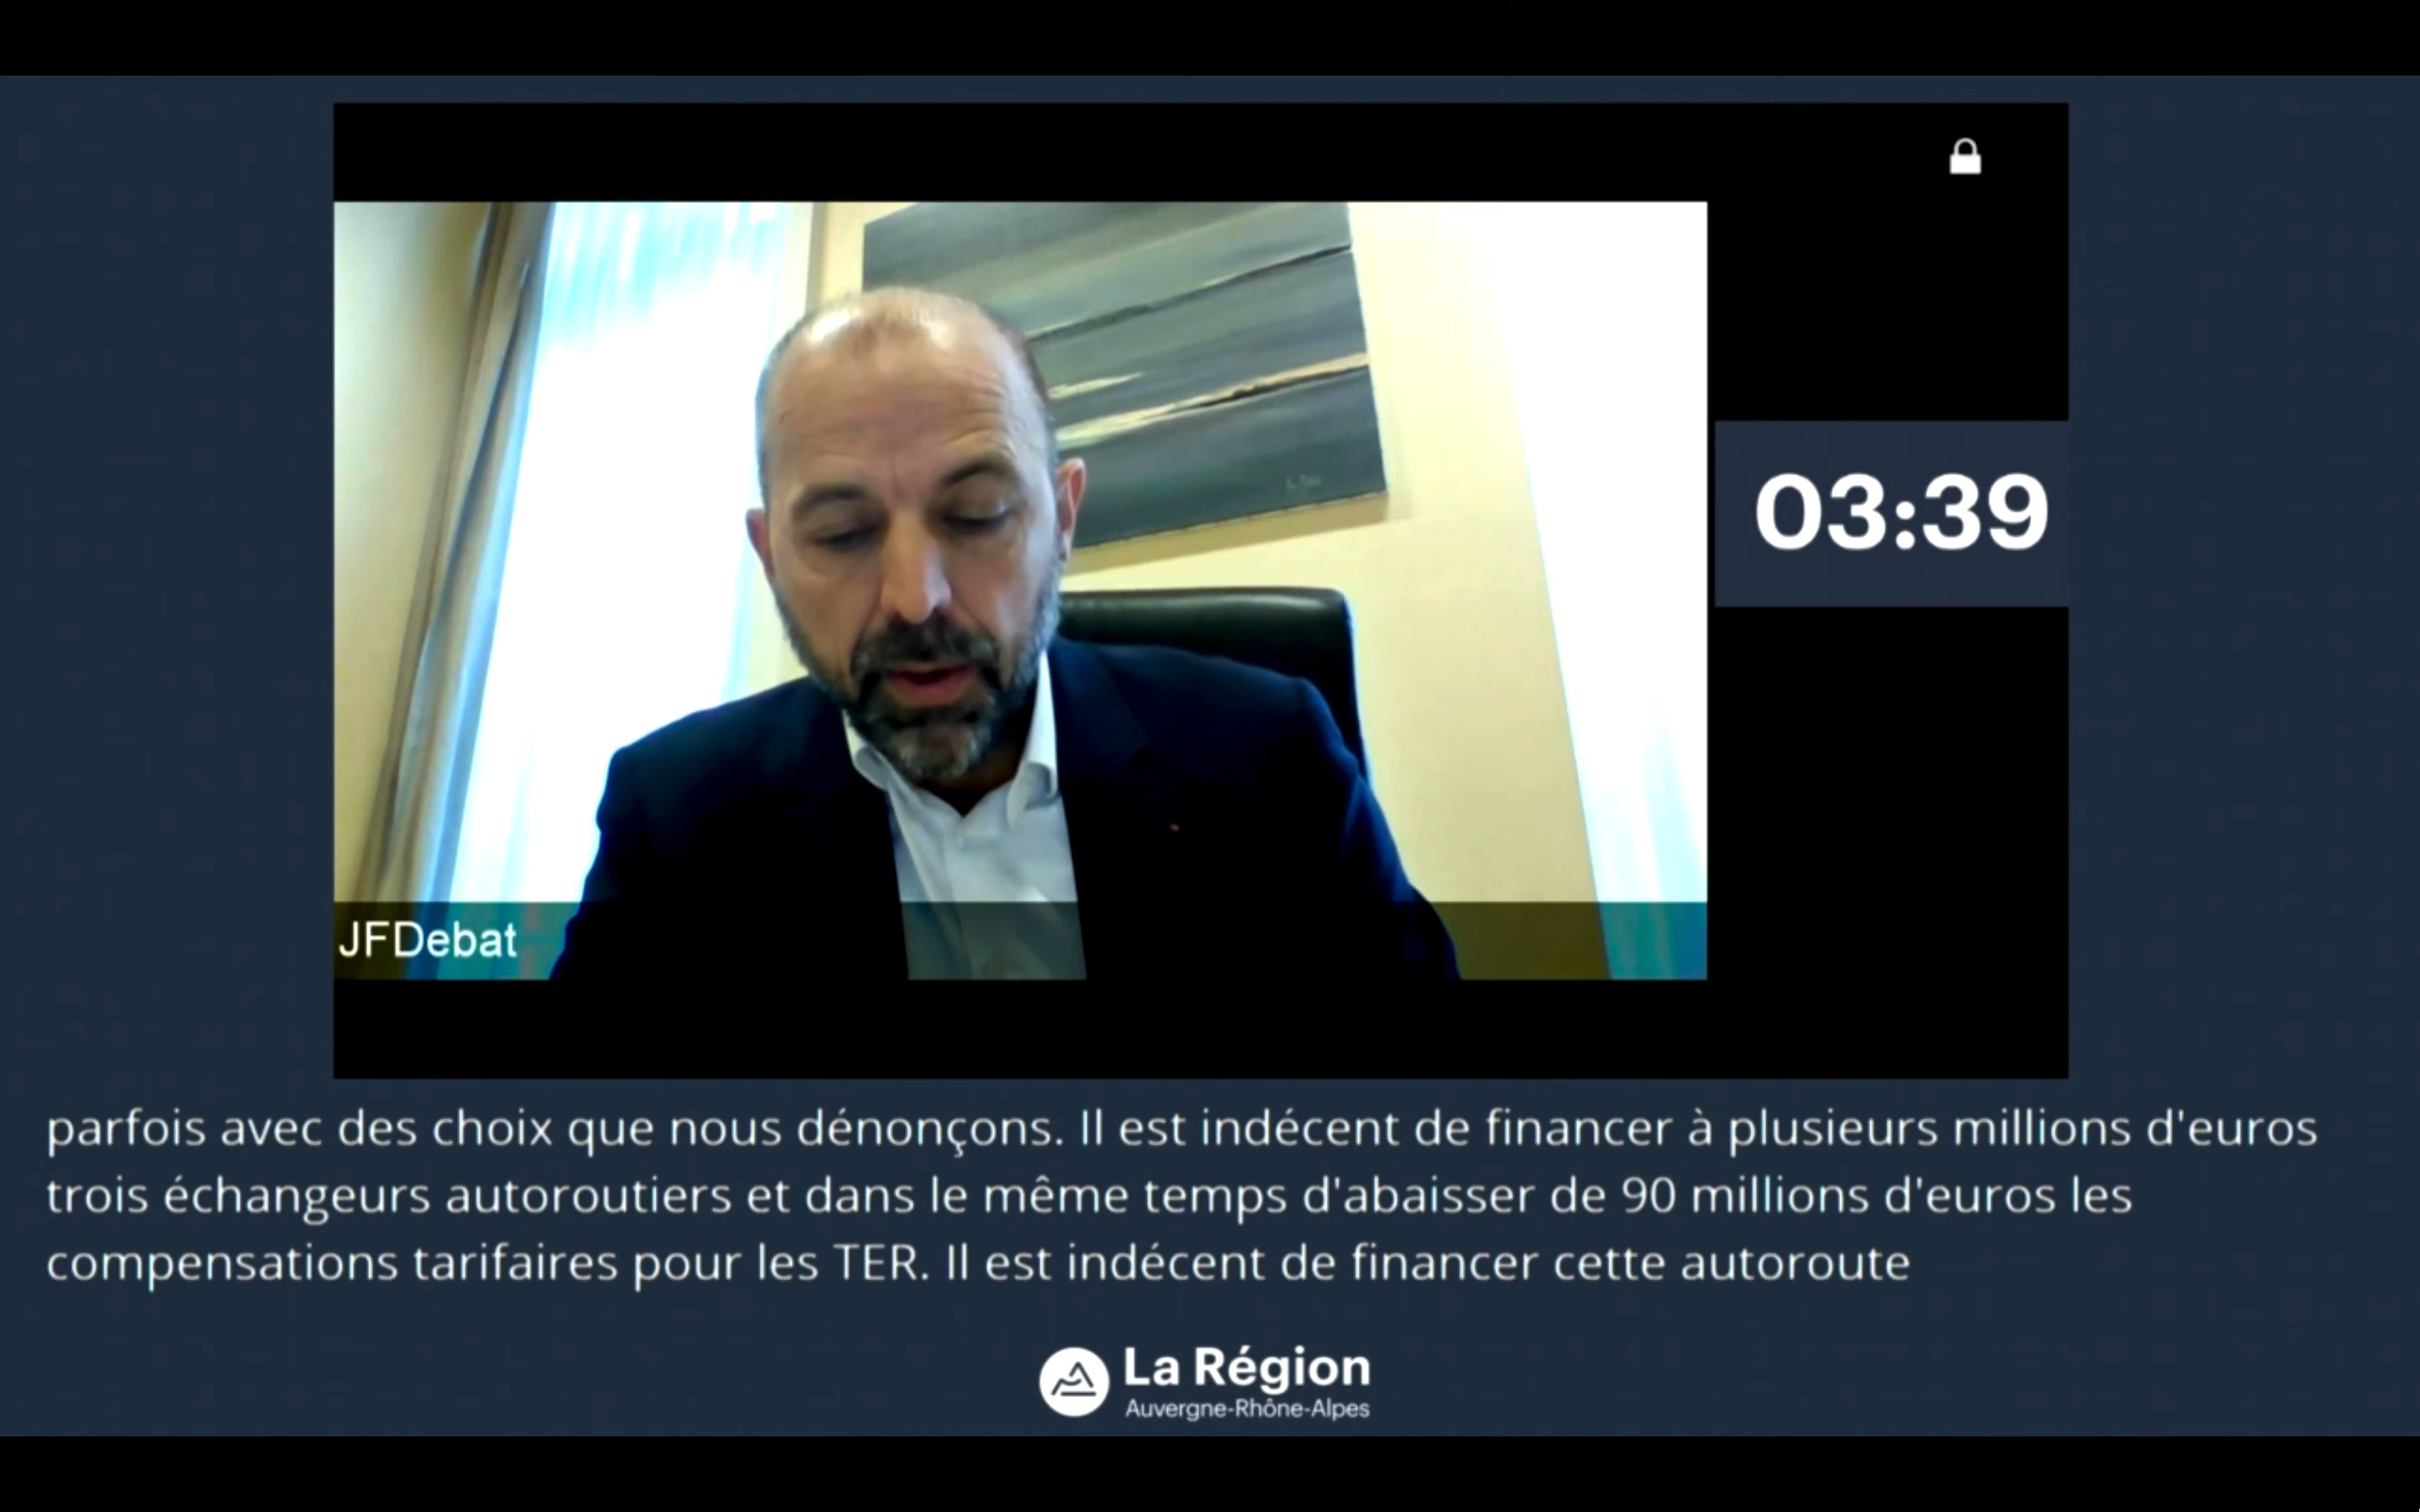 03:39
JFDebat
parfois avec des choix que nous dénonçons. Il est indécent de financer à plusieurs millions d'euros
trois échangeurs autoroutiers et dans le même temps d'abaisser de 90 millions d'euros les
compensations tarifaires pour les TER. Il est indécent de financer cette autoroute
La Région
Auvergne-Rhône-Alpes